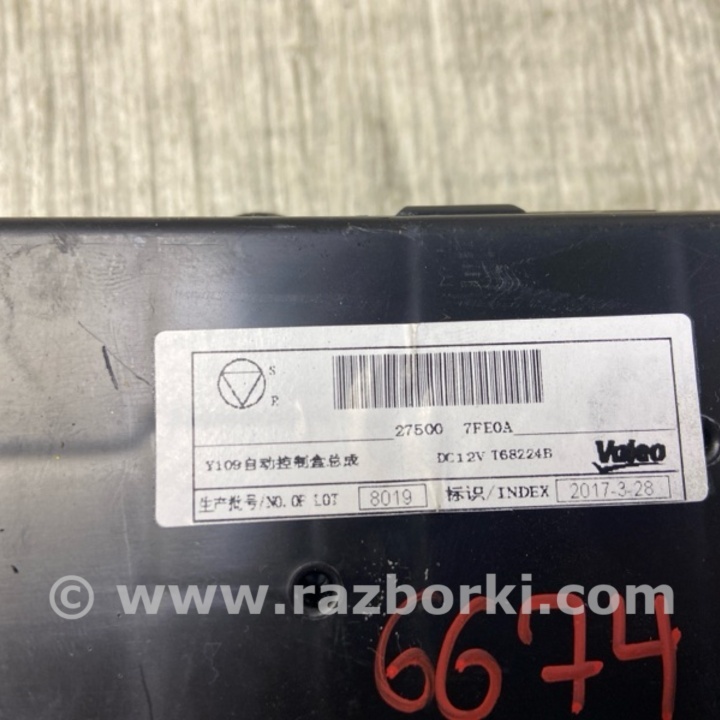 S
R
27500 7FE0A
Y109自动控制盒总成 DC12V T68224B Valeo
生产批号/NO.OF LOT 8019 标识/INDEX 2017-3-28
© www.razborki.com
6674